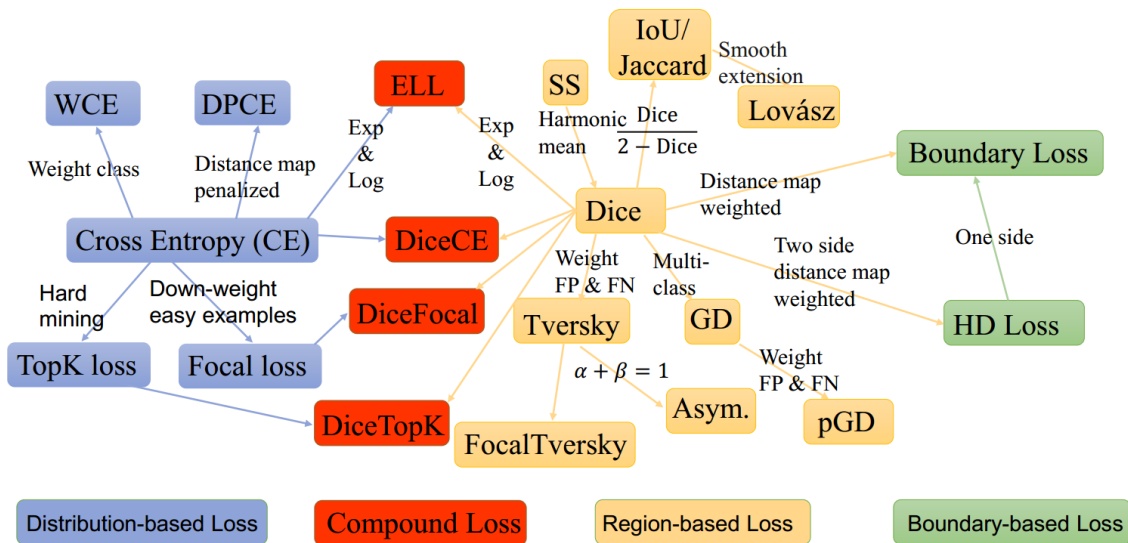 IoU/
Jaccard
Smooth
extension
WCE
DPCE
ELL
SS
Lovász
Harmonic
mean
Dice
2 − Dice
Exp
&
Log
Exp
&
Log
Weight class
Distance map
penalized
Boundary Loss
Distance map
weighted
Dice
Cross Entropy (CE)
DiceCE
One side
Two side
distance map
weighted
Weight
FP & FN
Multi-
class
Hard
mining
Down-weight
easy examples
DiceFocal
Tversky
GD
HD Loss
TopK loss
Focal loss
α + β = 1
Weight
FP & FN
DiceTopK
FocalTversky
Asym.
pGD
Distribution-based Loss
Compound Loss
Region-based Loss
Boundary-based Loss